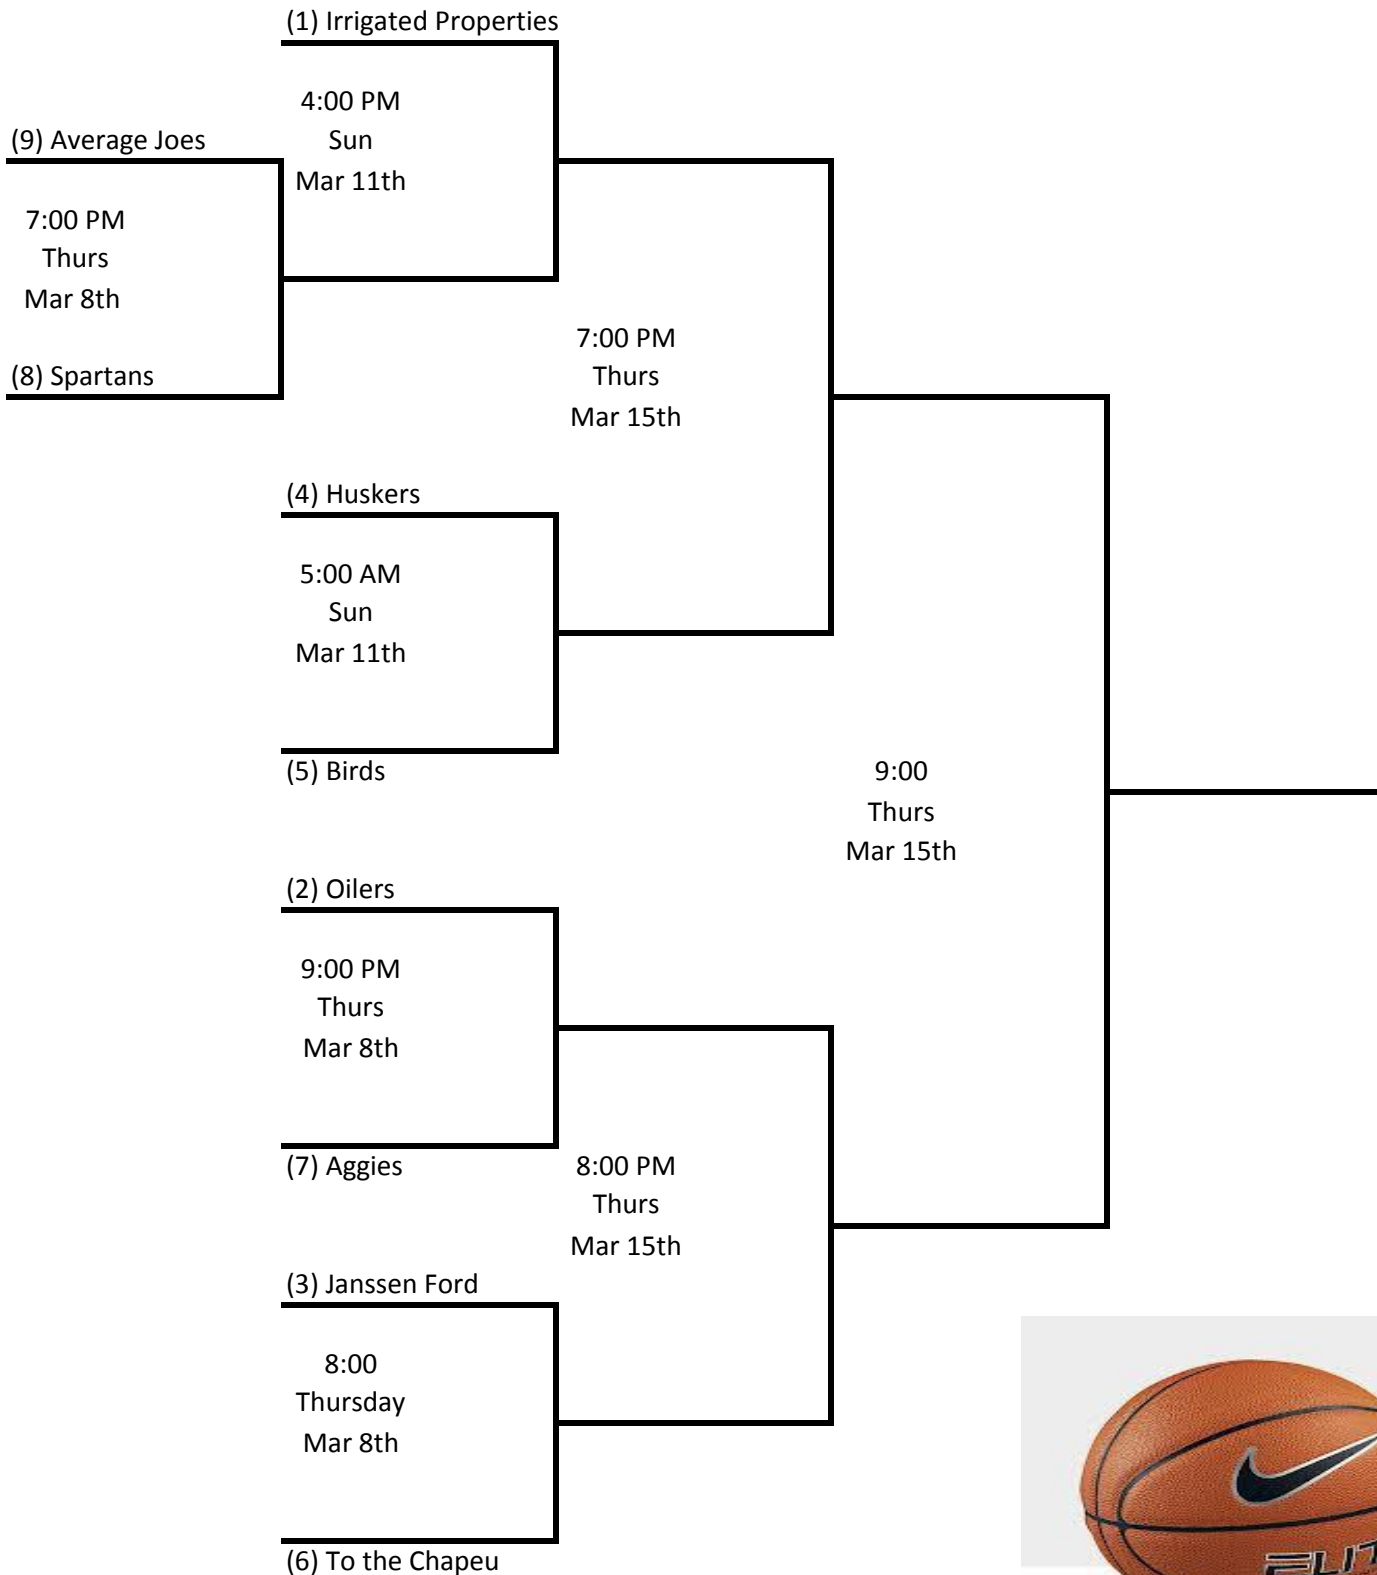 (1) Irrigated Properties
4:00 PM
Sun
Mar 11th
(9) Average Joes
7:00 PM
Thurs
Mar 8th
(8) Spartans
7:00 PM
Thurs
Mar 15th
(4) Huskers
5:00 AM
Sun
Mar 11th
(5) Birds
9:00
Thurs
Mar 15th
(2) Oilers
9:00 PM
Thurs
Mar 8th
(7) Aggies
8:00 PM
Thurs
Mar 15th
(3) Janssen Ford
8:00
Thursday
Mar 8th
(6) To the Chapeu